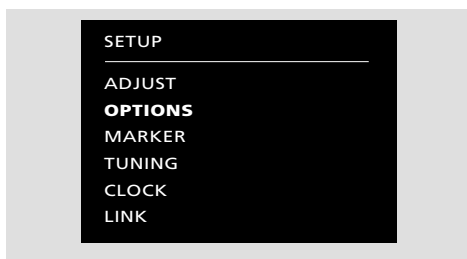 SETUP
ADJUST
OPTIONS
MARKER
TUNING
CLOCK
LINK